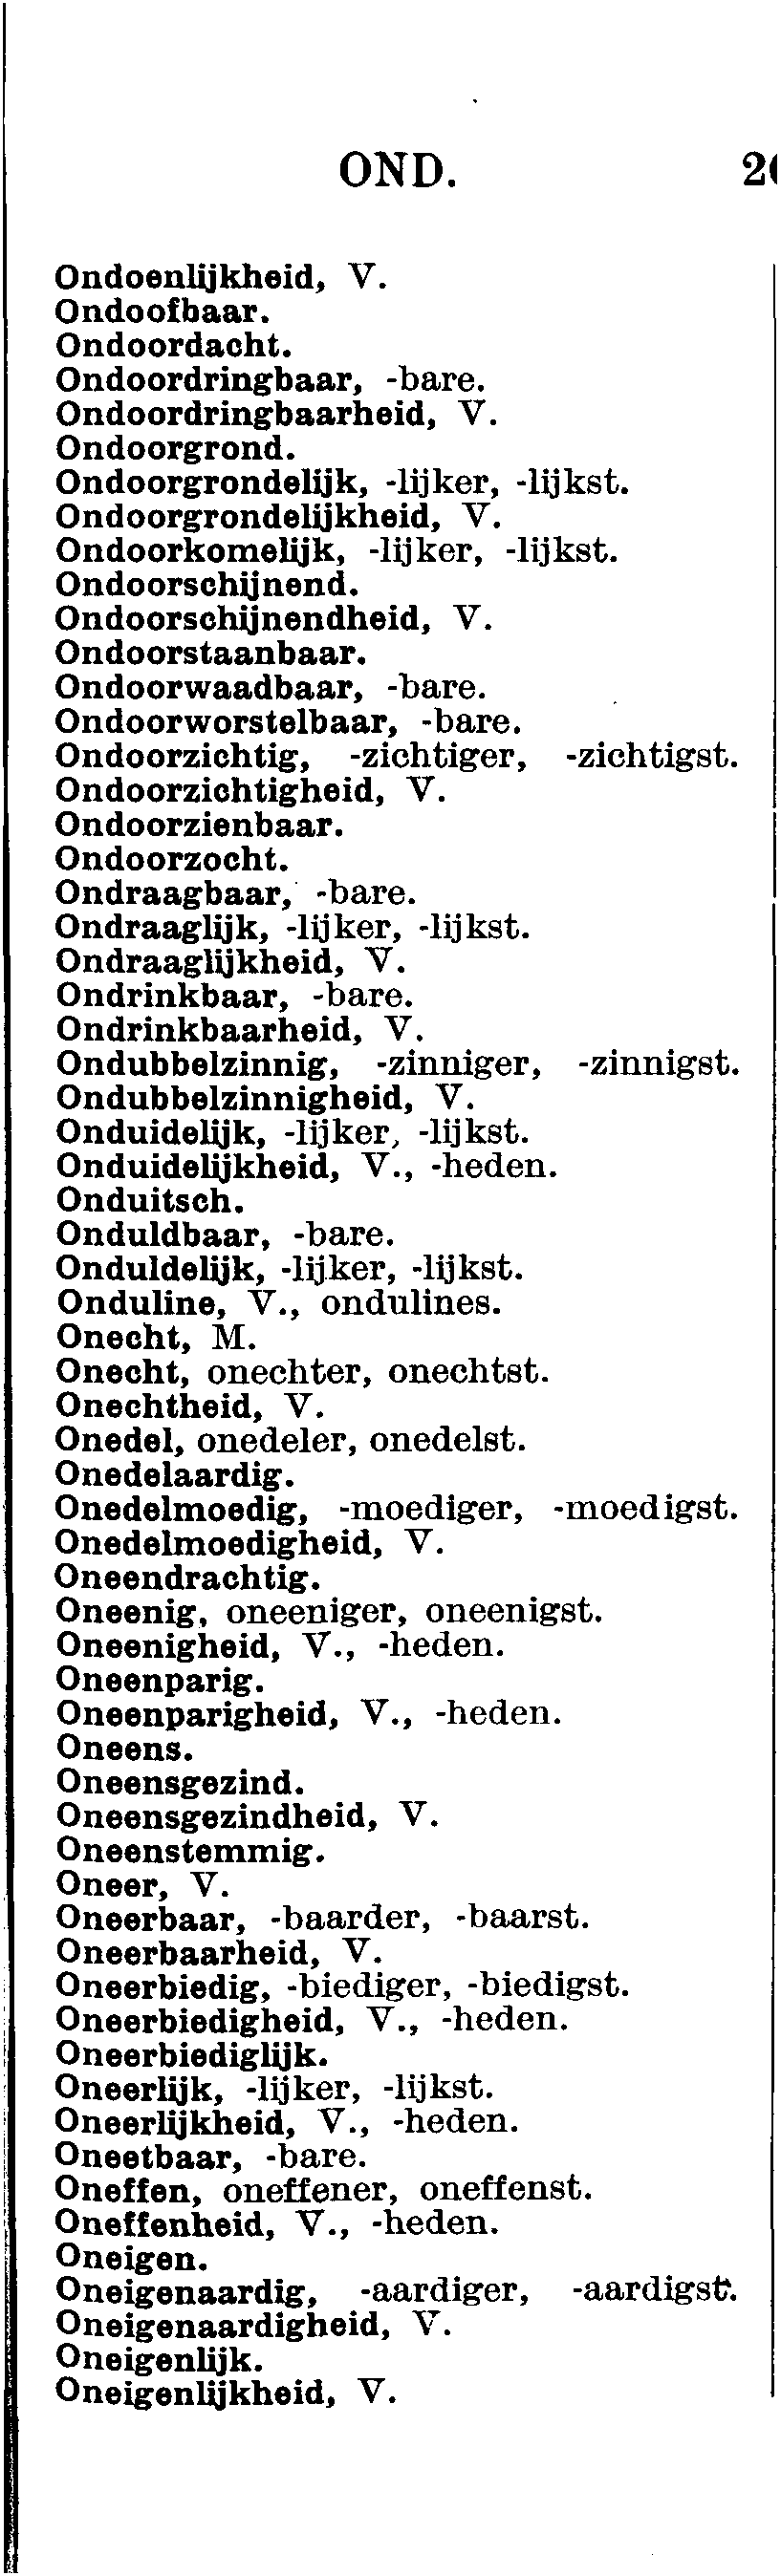 OND.
Ondoenlijkheid, V.
Ondoofbaar.
Ondoordacht.
Ondoordringbaar, -bare.
Ondoordringbaarheid, V.
Ondoorgrond.
Ondoorgrondelijk, -lijker, -lijkst.
Ondoorgrondelijkheid, V.
Ondoorkomelijk, -lijker, -lijkst.
Ondoorschijnend.
Ondoorschijnendheid, V.
Ondoorstaanbaar.
Ondoorwaadbaar, -bare.
Ondoorworstelbaar, -bare.
Ondoorzichtig, -zichtiger, -zichtigst.
Ondoorzichtigheid, V.
Ondoorzienbaar.
Ondoorzocht.
Ondraagbaar, -bare.
Ondraaglijk, -lijker, -lijkst.
Ondraaglijkheid, V.
Ondrinkbaar, -bare.
Ondrinkbaarheid, V.
Ondubbelzinnig, -zinniger, -zinnigst.
Ondubbelzinnigheid, V.
Onduidelijk, -lijker, -lijkst.
Onduidelijkheid, V., -heden.
Onduitsch.
Onduldbaar, -bare.
Onduldelijk, -lijker, -lijkst.
Onduline, V., ondulines.
Onecht, M.
Onecht, onechter, onechtst.
Onechtheid, V.
Onedel, onedeler, onedelst.
Onedelaardig.
Onedelmoedig, -moediger, -moedigst.
Onedelmoedigheid, V.
Oneendrachtig.
Oneenig, oneeniger, oneenigst.
Oneenigheid, V., -heden.
Oneenparig.
Oneenparigheid, V., -heden.
Oneens.
Oneensgezind.
Oneensgezindheid, V.
Oneenstemmig.
Oneer, V.
Oneerbaar, -baarder, -baarst.
Oneerbaarheid, V.
Oneerbiedig, -biediger, -biedigst.
Oneerbiedigheid, V., -heden.
Oneerbiediglijk.
Oneerlijk, -lijker, -lijkst.
Oneerlijkheid, V., -heden.
Oneetbaar, -bare.
Oneffen, oneffener, oneffenst.
Oneffenheid, V., -heden.
Oneigen.
Oneigenaardig, -aardiger, -aardigst.
Oneigenaardigheid, V.
Oneigenlijk.
Oneigenlijkheid, V.